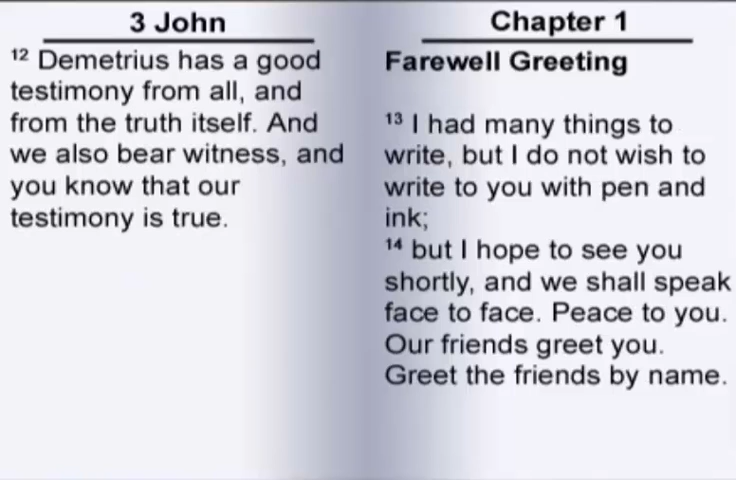 3 John
¹² Demetrius has a good
testimony from all, and
from the truth itself. And
we also bear witness, and
you know that our
testimony is true.
Chapter 1
Farewell Greeting
¹³ I had many things to
write, but I do not wish to
write to you with pen and
ink;
¹⁴ but I hope to see you
shortly, and we shall speak
face to face. Peace to you.
Our friends greet you.
Greet the friends by name.